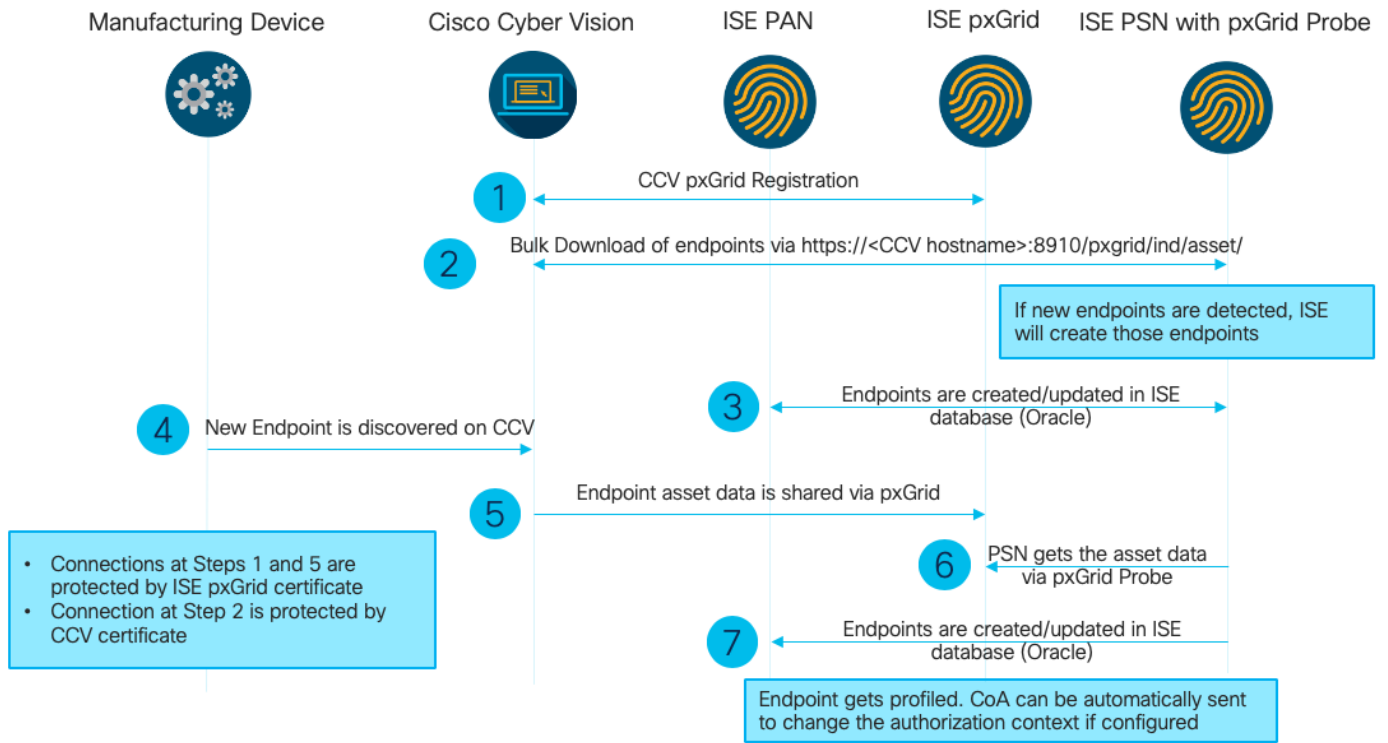 Manufacturing Device
Cisco Cyber Vision
ISE PAN
ISE pxGrid
ISE PSN with pxGrid Probe
1
CCV pxGrid Registration
2
Bulk Download of endpoints via https://<CCV hostname>:8910/pxgrid/ind/asset/
If new endpoints are detected, ISE
will create those endpoints
3
Endpoints are created/updated in ISE
database (Oracle)
4
New Endpoint is discovered on CCV
5
Endpoint asset data is shared via pxGrid
• Connections at Steps 1 and 5 are
protected by ISE pxGrid certificate
• Connection at Step 2 is protected by
CCV certificate
6
PSN gets the asset data
via pxGrid Probe
7
Endpoints are created/updated in ISE
database (Oracle)
Endpoint gets profiled. CoA can be automatically sent
to change the authorization context if configured